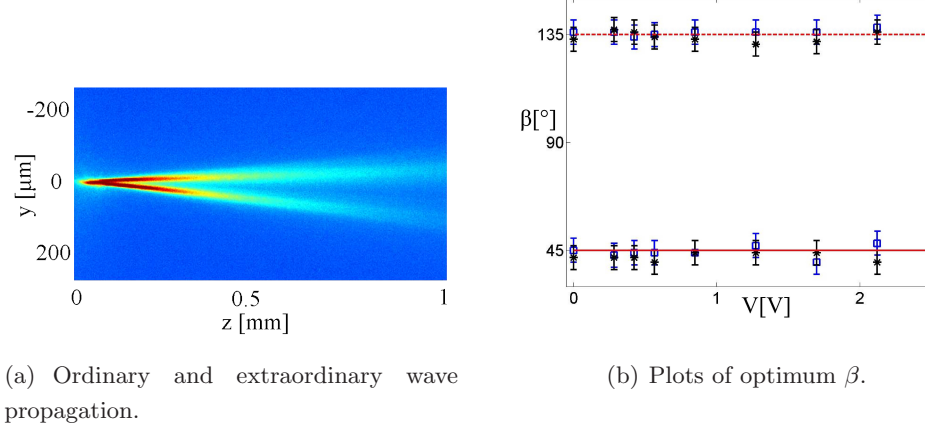 -200
0
200
y [μm]
0
0.5
1
z [mm]
135
90
45
β[°]
0
1
2
V[V]
(a) Ordinary and extraordinary wave
propagation.
(b) Plots of optimum β.